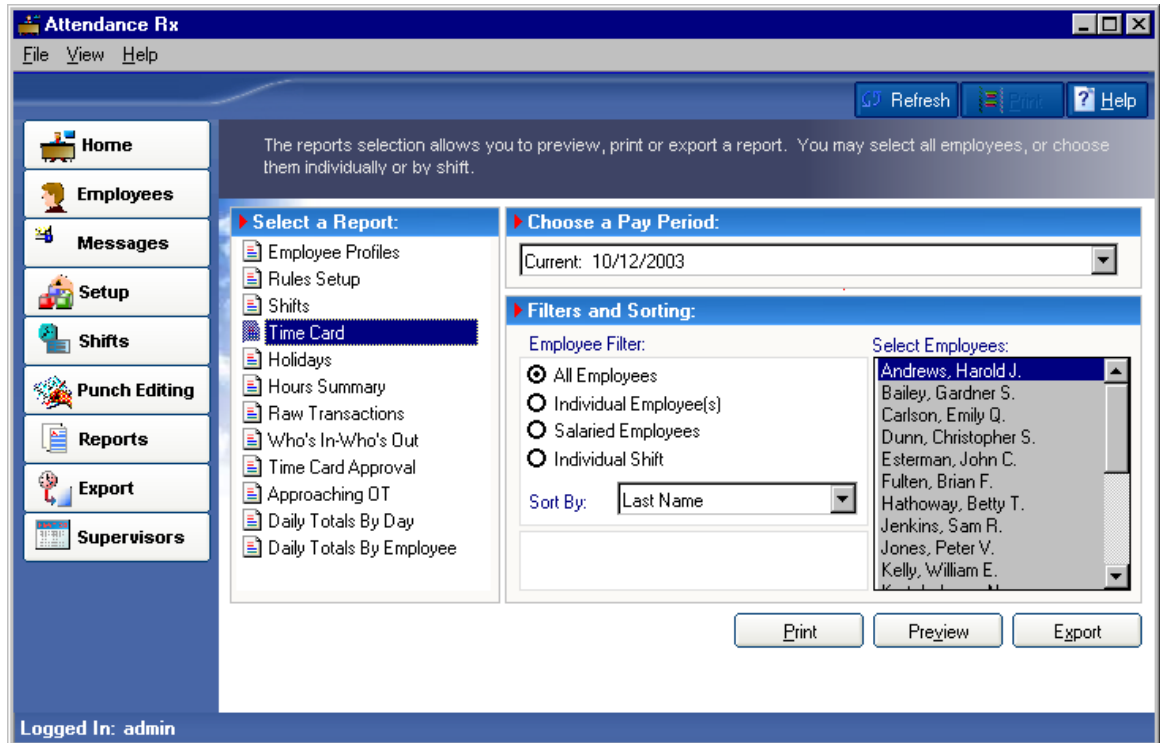 Attendance Rx
File View Help
Refresh Print Help
The reports selection allows you to preview, print or export a report. You may select all employees, or choose
them individually or by shift.
Home
Employees
Messages
Setup
Shifts
Punch Editing
Reports
Export
Supervisors
Select a Report:
Employee Profiles
Rules Setup
Shifts
Time Card
Holidays
Hours Summary
Raw Transactions
Who's In-Who's Out
Time Card Approval
Approaching OT
Daily Totals By Day
Daily Totals By Employee
Choose a Pay Period:
Current: 10/12/2003
Filters and Sorting:
Employee Filter:
All Employees
Individual Employee(s)
Salaried Employees
Individual Shift
Sort By: Last Name
Select Employees:
Andrews, Harold J.
Bailey, Gardner S.
Carlson, Emily Q.
Dunn, Christopher S.
Esterman, John C.
Fulten, Brian F.
Hathoway, Betty T.
Jenkins, Sam R.
Jones, Peter V.
Kelly, William E.
Print Preview Export
Logged In: admin